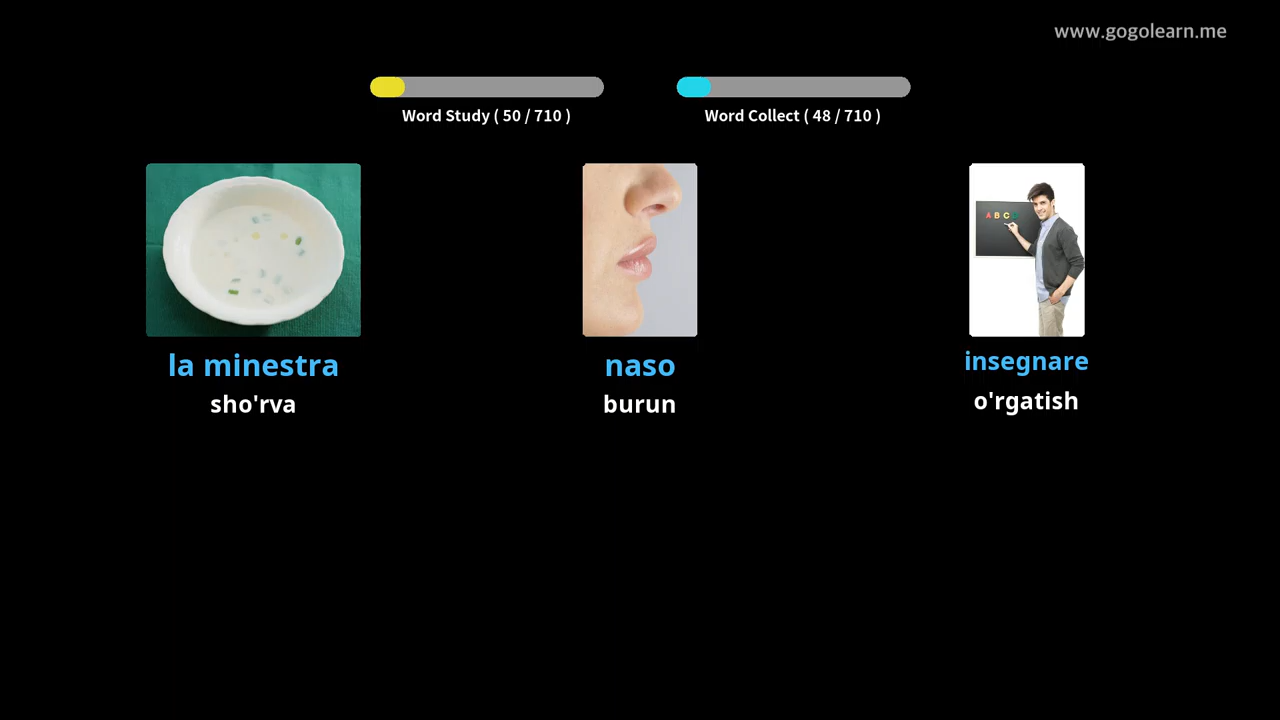 www.gogolearn.me
Word Study ( 50 / 710 )
Word Collect ( 48 / 710 )
A B C D
la minestra
naso
insegnare
sho'rva
burun
o'rgatish